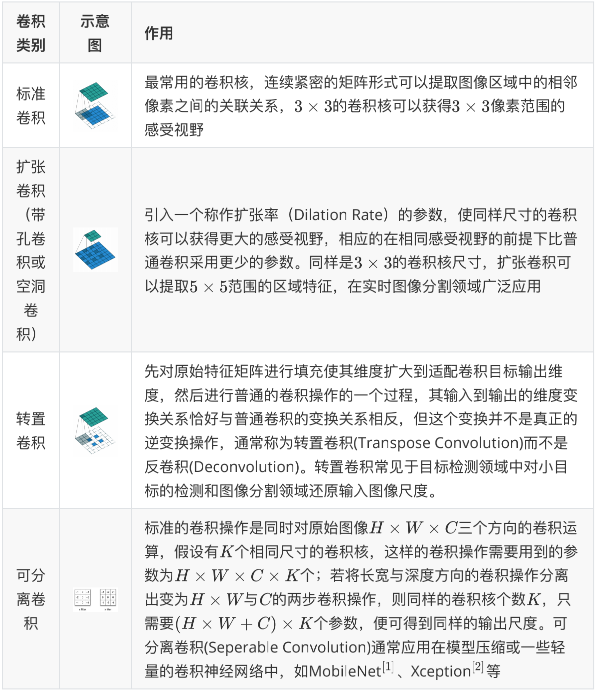 卷积
类别
示意
图
作用
标准
卷积
最常用的卷积核，连续紧密的矩阵形式可以提取图像区域中的相邻
像素之间的关联关系，3 × 3的卷积核可以获得3 × 3像素范围的
感受视野
扩张
卷积
（带
孔卷
积或
空洞
卷
积）
引入一个称作扩张率（Dilation Rate）的参数，使同样尺寸的卷积
核可以获得更大的感受视野，相应的在相同感受视野的前提下比普
通卷积采用更少的参数。同样是3 × 3的卷积核尺寸，扩张卷积可
以提取5 × 5范围的区域特征，在实时图像分割领域广泛应用
转置
卷积
先对原始特征矩阵进行填充使其维度扩大到适配卷积目标输出维
度，然后进行普通的卷积操作的一个过程，其输入到输出的维度变
换关系恰好与普通卷积的变换关系相反，但这个变换并不是真正的
逆变换操作，通常称为转置卷积(Transpose Convolution)而不是
反卷积(Deconvolution)。转置卷积常见于目标检测领域中对小目
标的检测和图像分割领域还原输入图像尺度。
可分
离卷
积
标准的卷积操作是同时对原始图像H × W × C三个方向的卷积运
算，假设有K个相同尺寸的卷积核，这样的卷积操作需要用到的参
数为H × W × C × K个；若将长宽与深度方向的卷积操作分离
出变为H × W与C的两步卷积操作，则同样的卷积核个数K，只
需要(H × W + C) × K个参数，便可得到同样的输出尺度。可
分离卷积(Seperable Convolution)通常应用在模型压缩或一些轻
量的卷积神经网络中，如MobileNet[1]、Xception[2]等